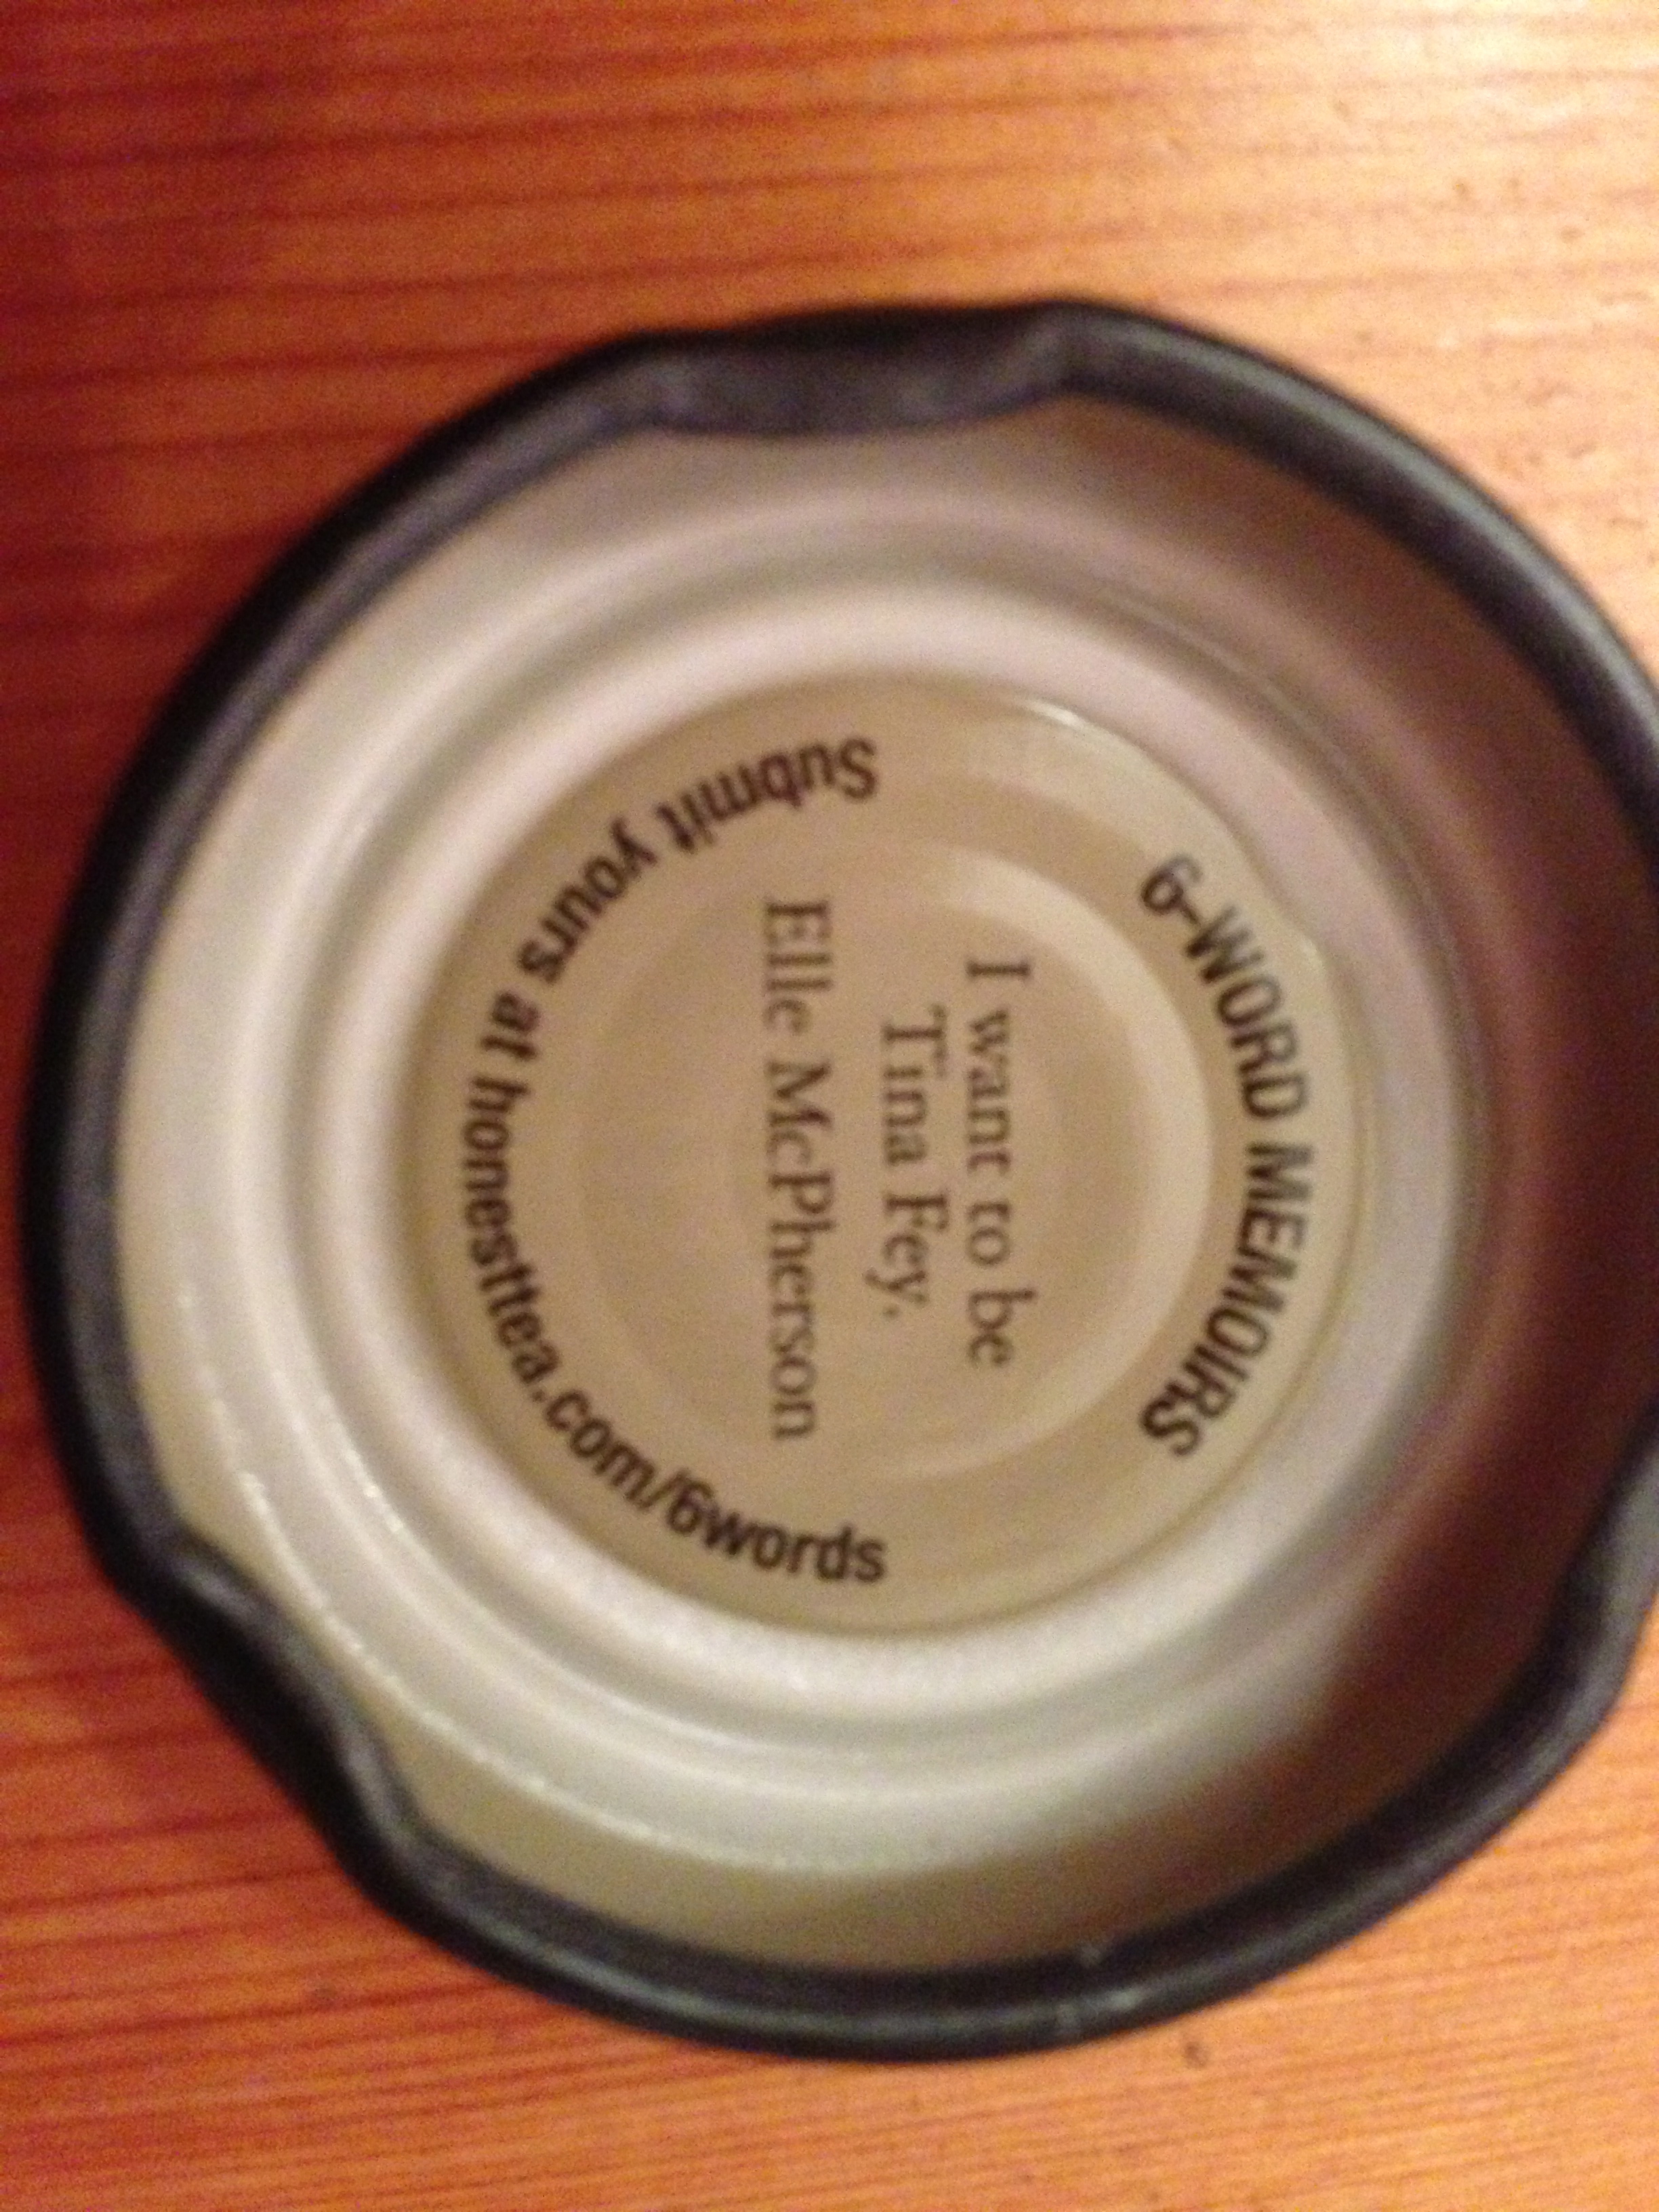 6-WORD MEMOIRS
I want to be
Tina Fey.
Elle McPherson
Submit yours at honesttea.com/6words